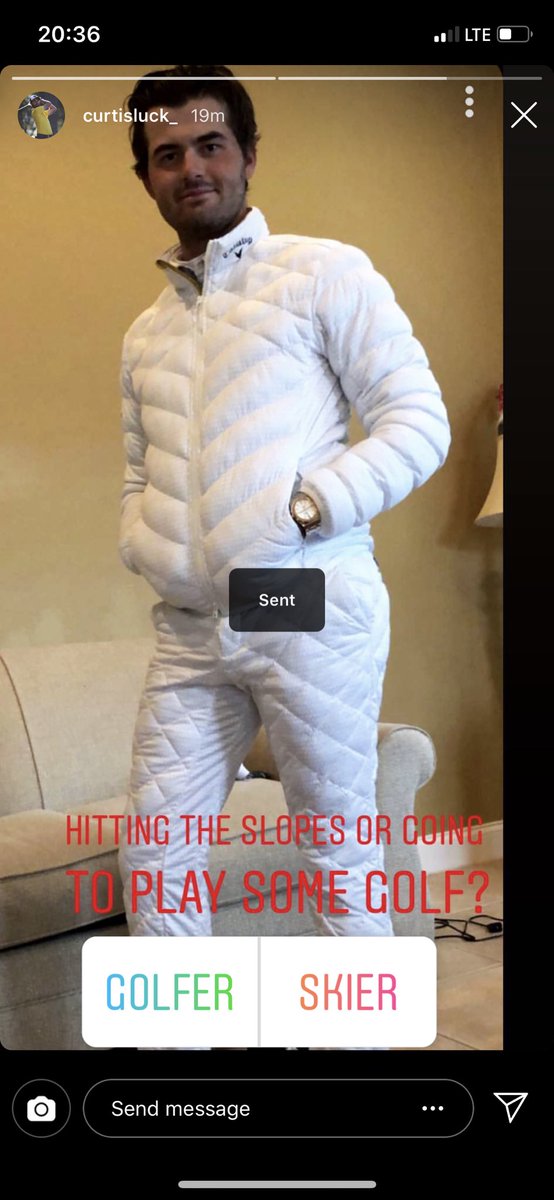 20:36
LTE
curtisluck_ 19m
Callaway
Sent
HITTING THE SLOPES OR GOING
TO PLAY SOME GOLF?
GOLFER
SKIER
Send message